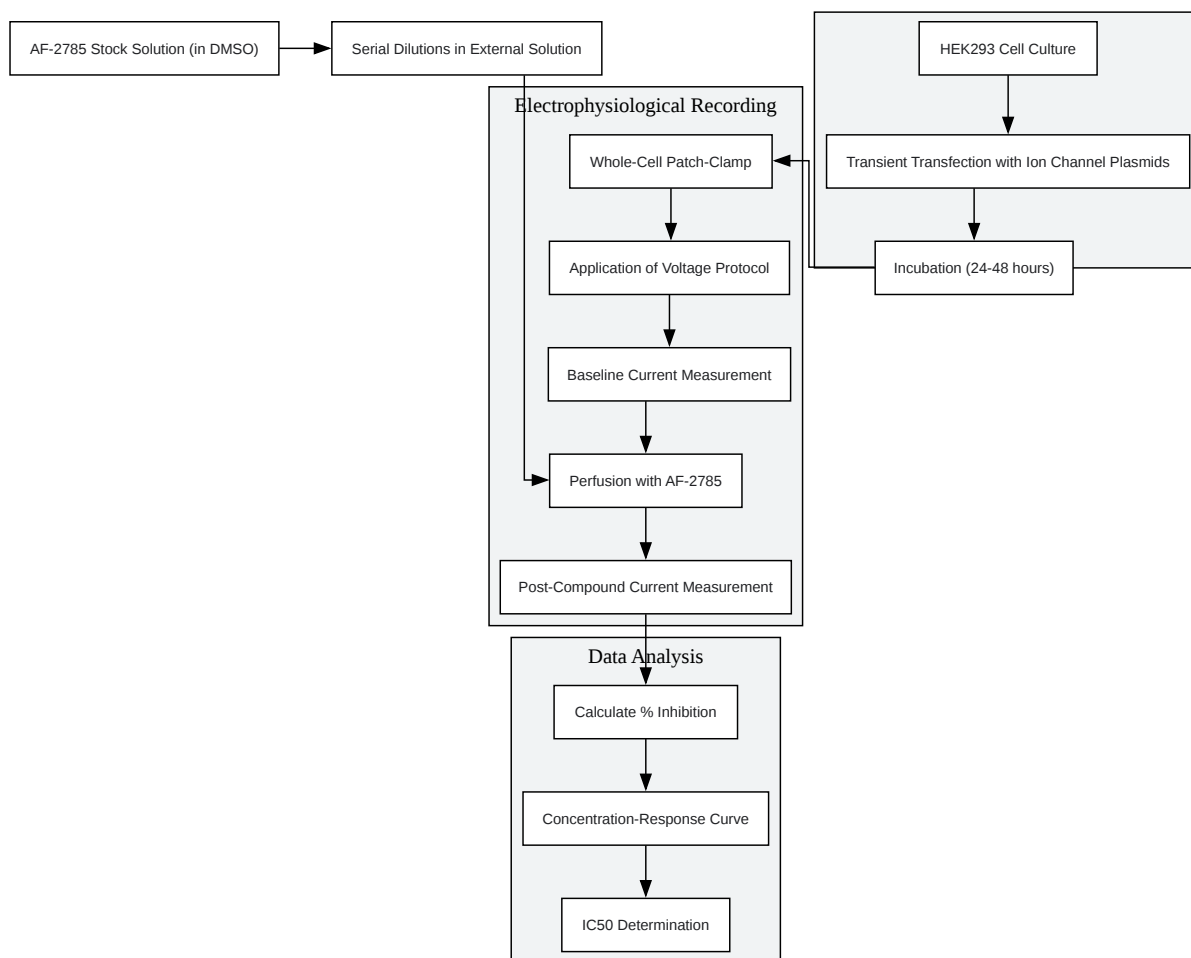 AF-2785 Stock Solution (in DMSO)
Serial Dilutions in External Solution
HEK293 Cell Culture
Transient Transfection with Ion Channel Plasmids
Incubation (24-48 hours)
Electrophysiological Recording
Whole-Cell Patch-Clamp
Application of Voltage Protocol
Baseline Current Measurement
Perfusion with AF-2785
Post-Compound Current Measurement
Data Analysis
Calculate % Inhibition
Concentration-Response Curve
IC50 Determination